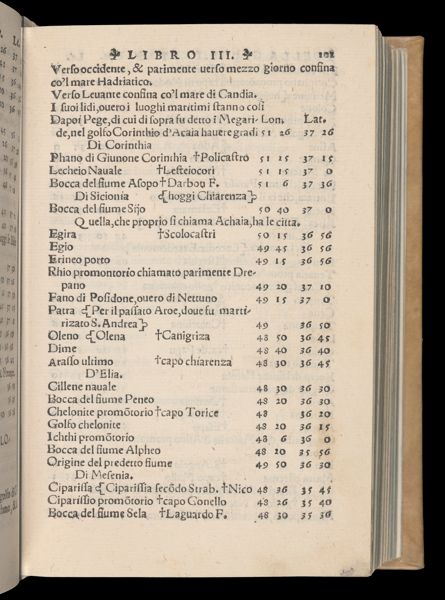 LIBRO III. 102
Verso occidente, & parimente uerso mezzo giorno confina
co'l mare Hadriatico.
Verso Leuante confina co'l mare di Candia.
I suoi lidi, ouero i luoghi maritimi stanno così
Dapoi Pege, di cui di sopra fu detto i Megari- Lon. Lat.
de, nel golfo Corinthio d'Acaia hauere gradi 51 26 37 26
Di Corinthia
Phano di Giunone Corinthia †Policastro 51 15 37 15
Lecheio Nauale †Lesteiocori 51 15 37 0
Bocca del fiume Asopo †Darbon F. 51 6 37 36
Di Sicionia {hoggi Chiarenza}
Bocca del fiume Sijo 50 40 37 0
Quella, che proprio si chiama Achaia, ha le citta.
Egira †Scolocastri 50 15 36 56
Egio 49 45 36 56
Erineo porto 49 15 36 56
Rhio promontorio chiamato parimente Dre-
pano 49 20 37 10
Fano di Posidone, ouero di Nettuno 49 15 37 0
Patra {Per il passato Aroe, doue fu marti-
rizato S. Andrea} 49 36 50
Oleno {Olena †Canigriza 48 50 36 45
Dime 48 40 36 40
Arasso ultimo †capo chiarenza 48 30 36 45
D'Elia.
Cillene nauale 48 30 36 30
Bocca del fiume Peneo 48 20 36 30
Chelonite promõtorio †capo Torice 48 36 20
Golfo chelonite 48 20 36 15
Ichthi promõtorio 48 36 0
Bocca del fiume Alpheo 48 20 35 56
Origine del predetto fiume 49 50 36 30
Di Mesenia.
Ciparissa {Ciparissia secõdo Strab. †Nico 48 36 35 45
Ciparissio promõtorio †capo Gonello 48 26 35 40
Bocca del fiume Sela †Laguardo F. 48 30 35 36